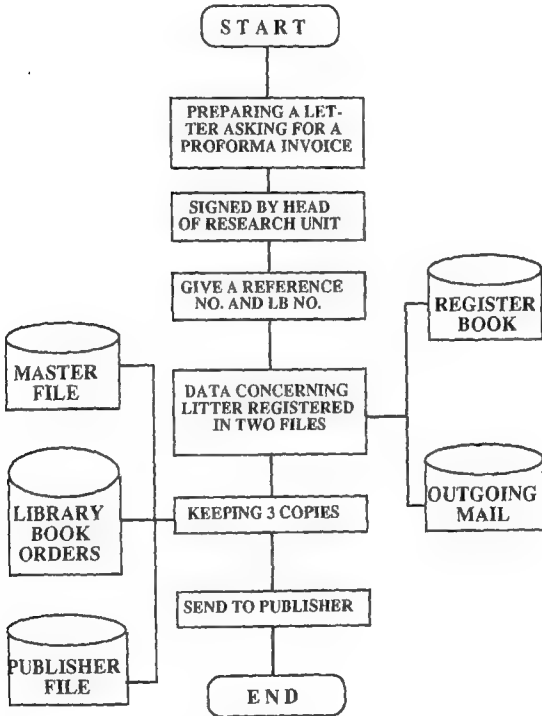 START
PREPARING A LET-
TER ASKING FOR A
PROFORMA INVOICE
SIGNED BY HEAD
OF RESEARCH UNIT
GIVE A REFERENCE
NO. AND LB NO.
REGISTER
BOOK
MASTER
FILE
DATA CONCERNING
LITTER REGISTERED
IN TWO FILES
OUTGOING
MAIL
LIBRARY
BOOK
ORDERS
KEEPING 3 COPIES
SEND TO PUBLISHER
PUBLISHER
FILE
END